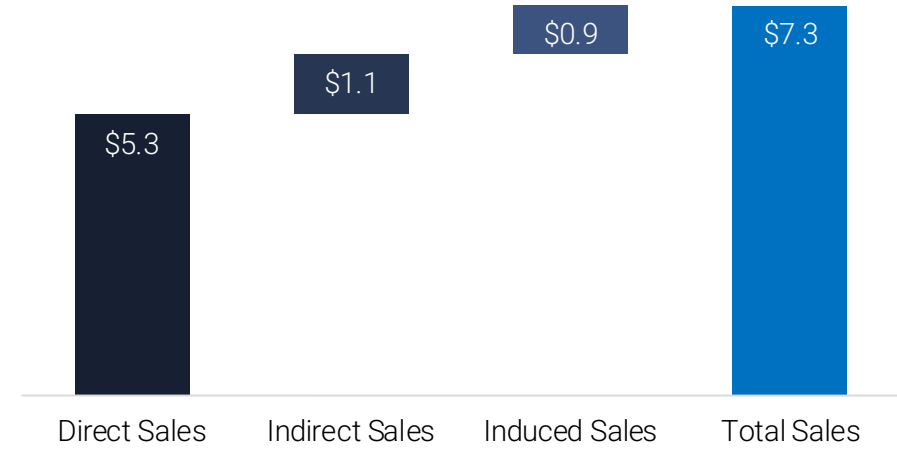 $0.9
$7.3
$1.1
$5.3
Direct Sales
Indirect Sales
Induced Sales
Total Sales